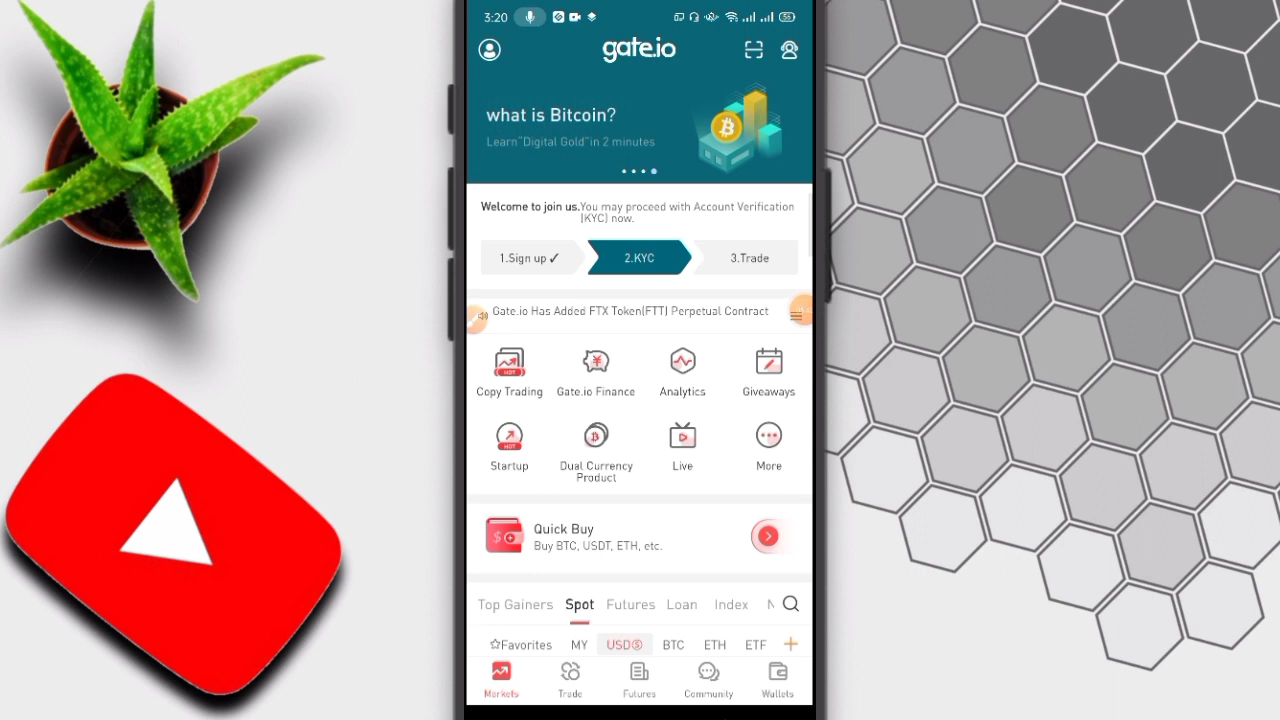 3:20
56
gate.io
what is Bitcoin?
Learn"Digital Gold"in 2 minutes
Welcome to join us.You may proceed with Account Verification
(KYC) now.
1.Sign up ✓
2.KYC
3.Trade
Gate.io Has Added FTX Token(FTT) Perpetual Contract
HOT
Copy Trading
Gate.io Finance
Analytics
Giveaways
HOT
Startup
Dual Currency
Product
Live
More
Quick Buy
Buy BTC, USDT, ETH, etc.
Top Gainers Spot Futures Loan Index N
☆Favorites MY USDⓢ BTC ETH ETF +
Markets Trade Futures Community Wallets